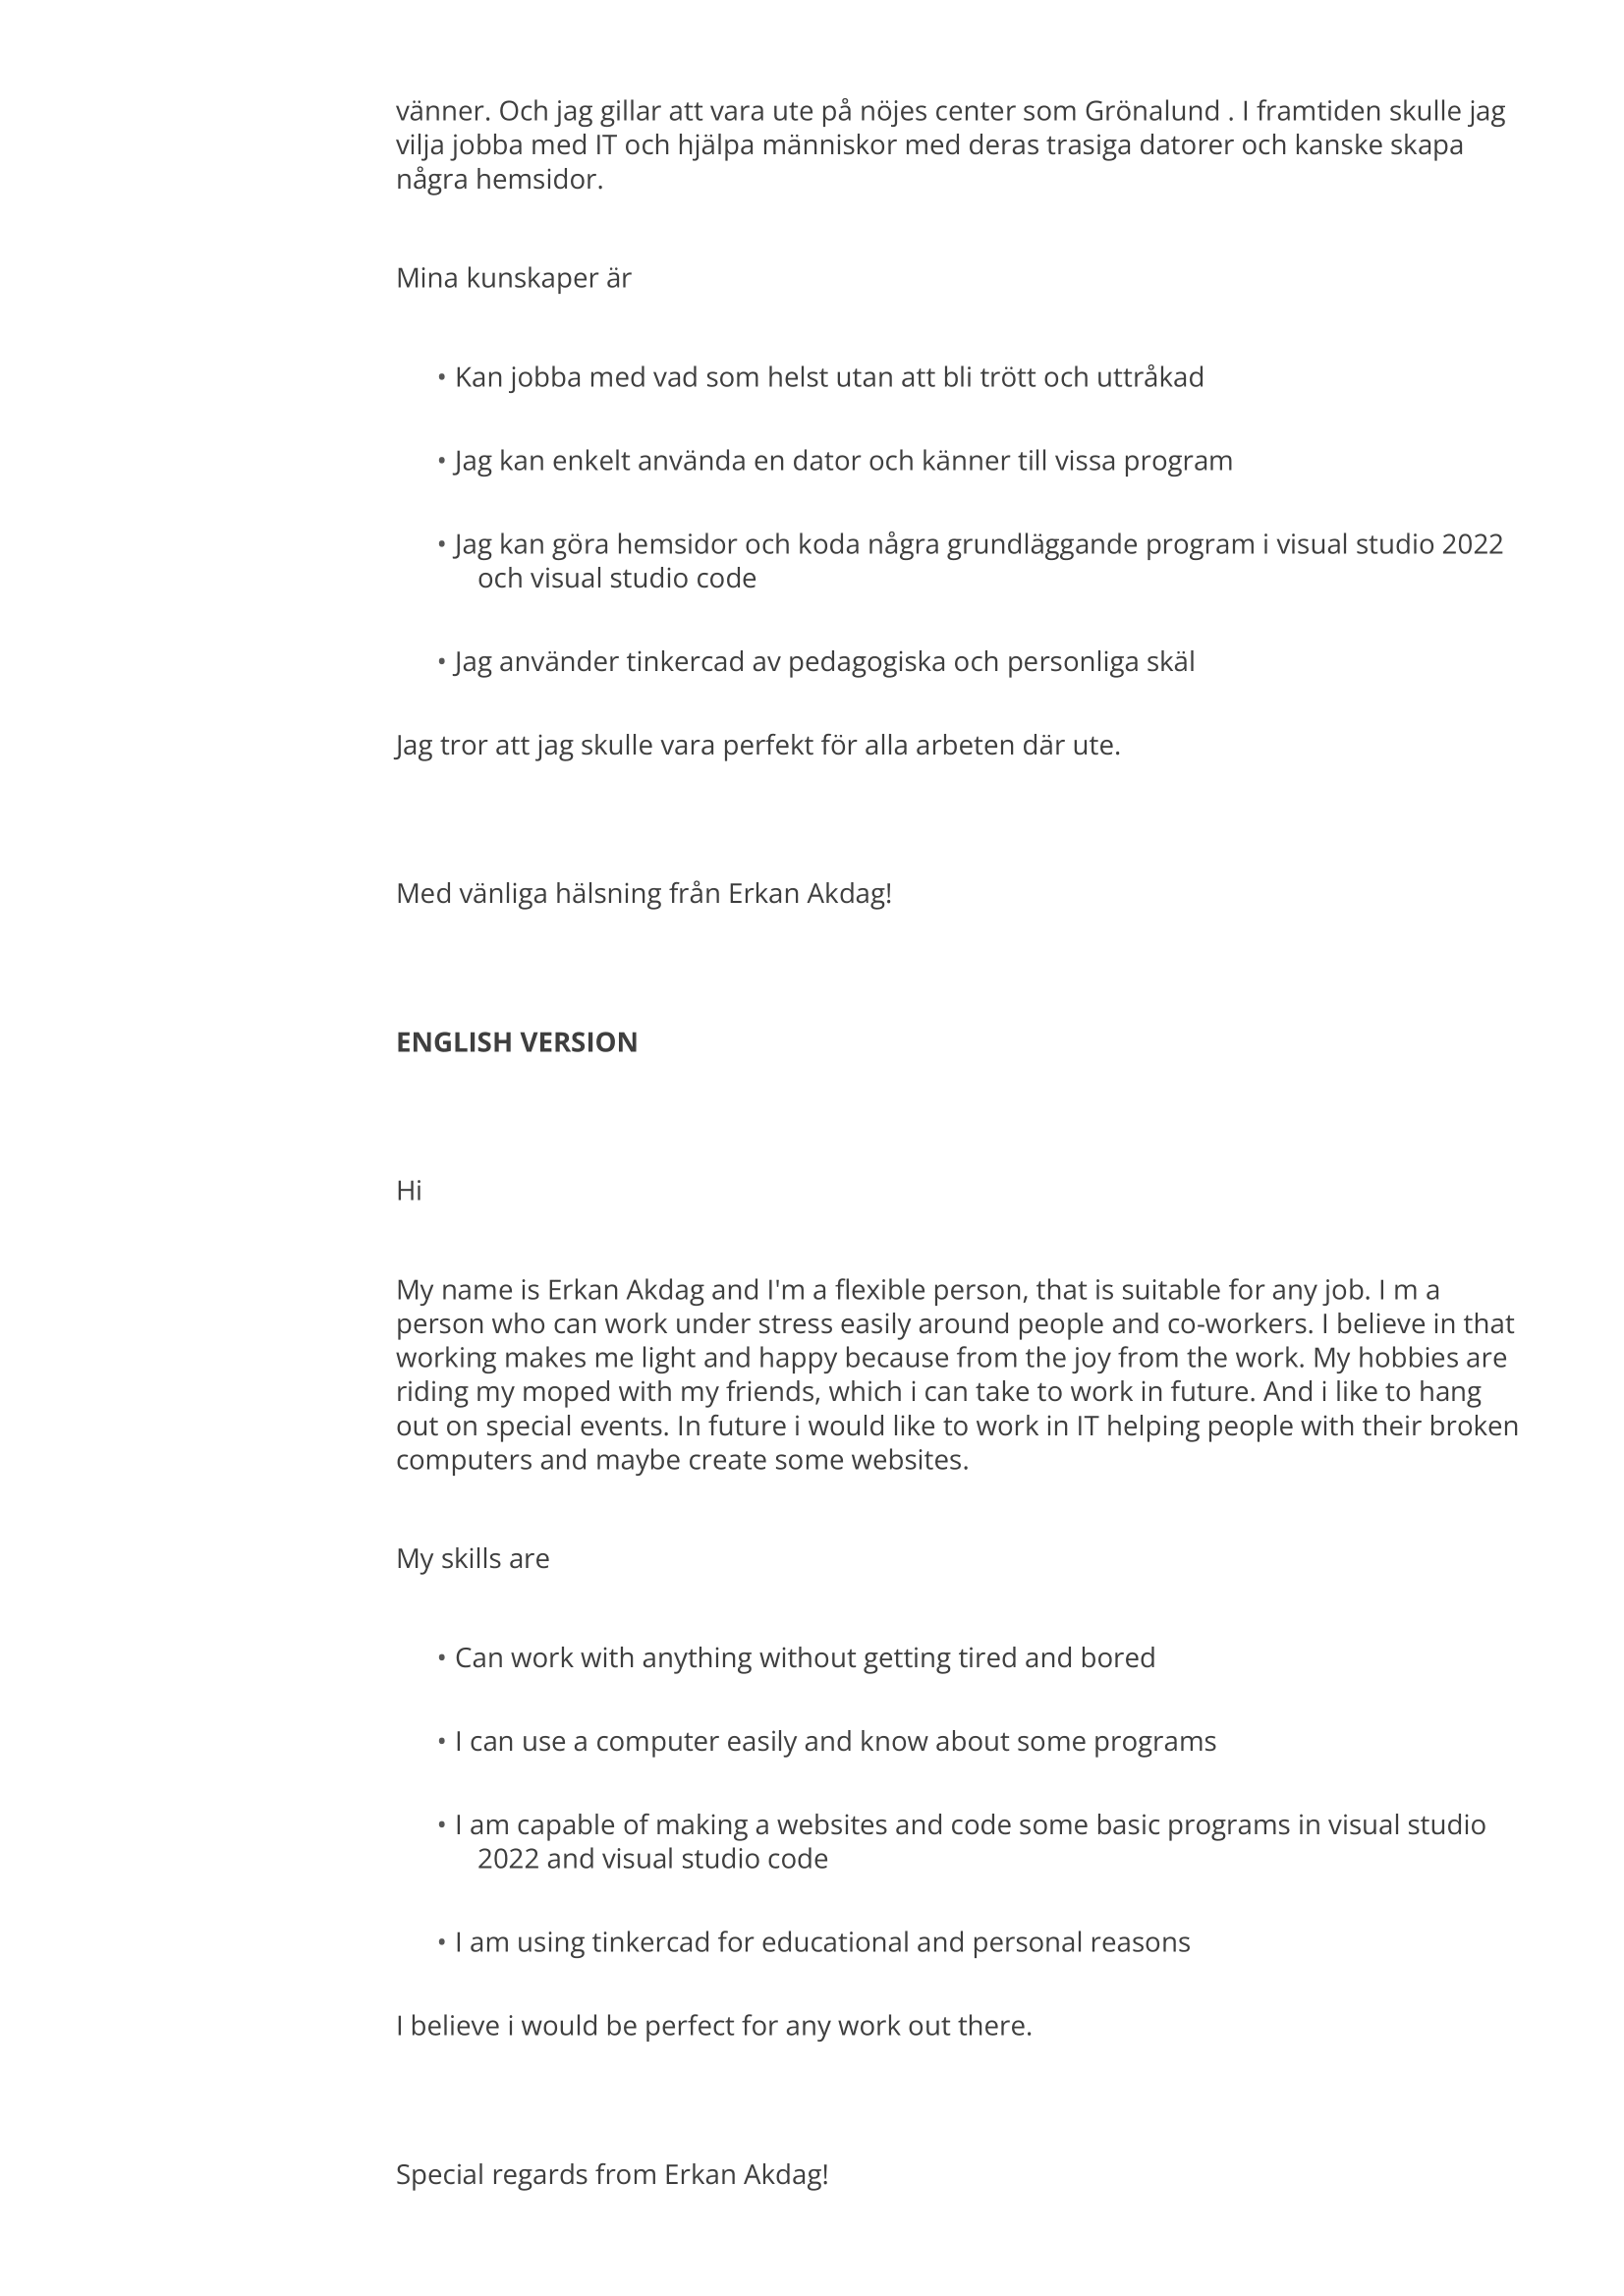 vänner. Och jag gillar att vara ute på nöjes center som Grönalund . I framtiden skulle jag
vilja jobba med IT och hjälpa människor med deras trasiga datorer och kanske skapa
några hemsidor.
Mina kunskaper är
• Kan jobba med vad som helst utan att bli trött och uttråkad
• Jag kan enkelt använda en dator och känner till vissa program
• Jag kan göra hemsidor och koda några grundläggande program i visual studio 2022
och visual studio code
• Jag använder tinkercad av pedagogiska och personliga skäl
Jag tror att jag skulle vara perfekt för alla arbeten där ute.
Med vänliga hälsning från Erkan Akdag!
ENGLISH VERSION
Hi
My name is Erkan Akdag and I'm a flexible person, that is suitable for any job. I m a
person who can work under stress easily around people and co-workers. I believe in that
working makes me light and happy because from the joy from the work. My hobbies are
riding my moped with my friends, which i can take to work in future. And i like to hang
out on special events. In future i would like to work in IT helping people with their broken
computers and maybe create some websites.
My skills are
• Can work with anything without getting tired and bored
• I can use a computer easily and know about some programs
• I am capable of making a websites and code some basic programs in visual studio
2022 and visual studio code
• I am using tinkercad for educational and personal reasons
I believe i would be perfect for any work out there.
Special regards from Erkan Akdag!